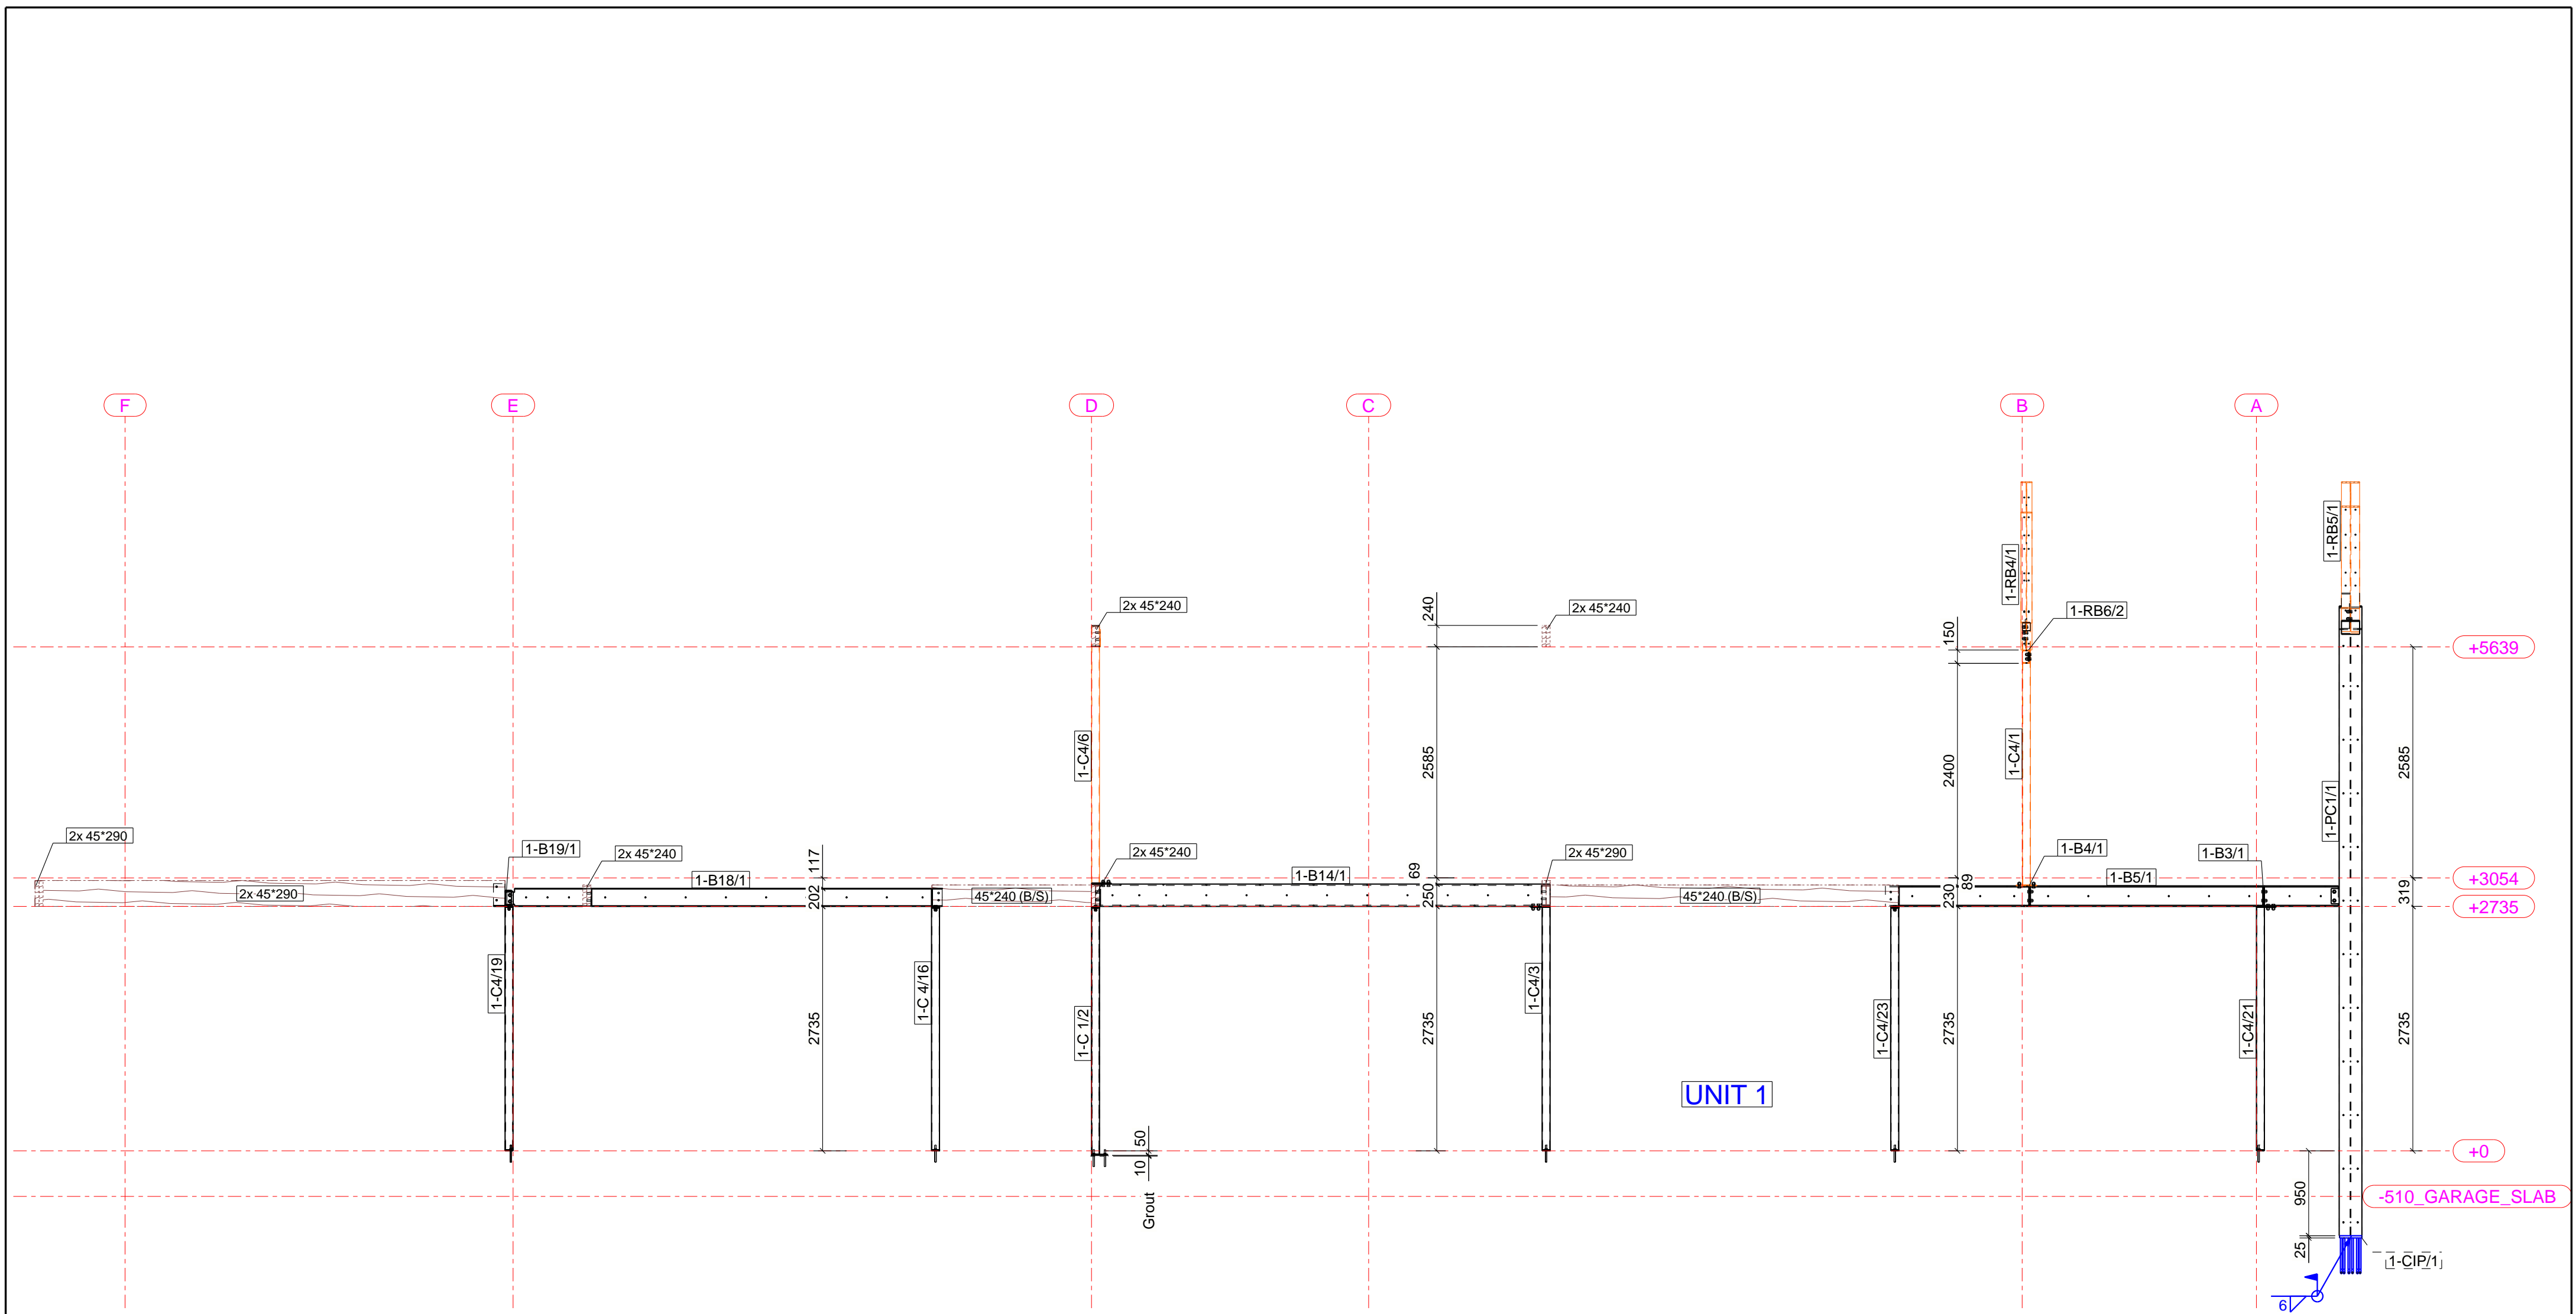 F
E
D
C
B
A
1-RB5/1
1-RB4/1
2x 45*240
240
2x 45*240
150
1-RB6/2
+5639
1-C4/6
2585
2400
1-C4/1
2585
1-PC1/1
2x 45*290
1-B19/1
2x 45*240
117
2x 45*240
69
2x 45*290
89
1-B4/1
1-B3/1
+3054
2x 45*290
1-B18/1
202
45*240 (B/S)
1-B14/1
250
45*240 (B/S)
230
1-B5/1
319
+2735
1-C4/19
2735
1-C 4/16
1-C 1/2
2735
1-C4/3
1-C4/23
2735
1-C4/21
2735
UNIT 1
50
10
Grout
+0
950
-510_GARAGE_SLAB
25
1-CIP/1
6